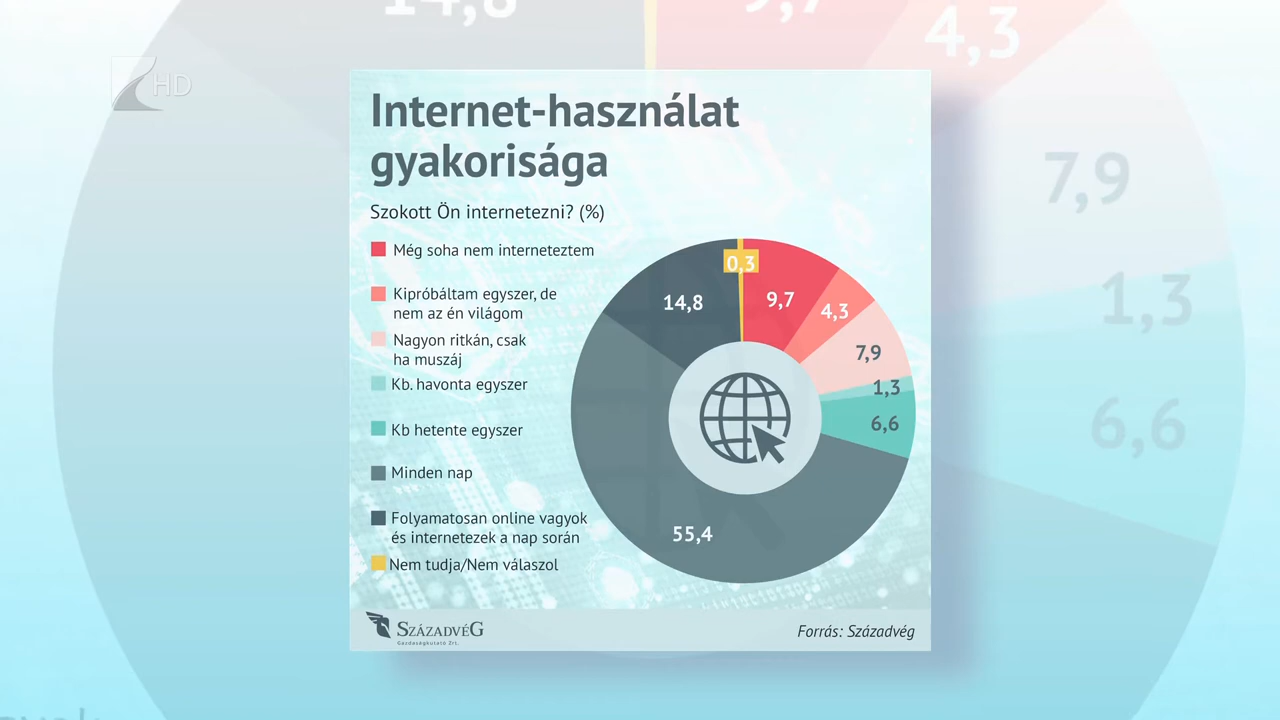 14,8
9,7
4,3
HD
7,9
1,3
6,6
Internet-használat
gyakorisága
Szokott Ön internetezni? (%)
Még soha nem interneteztem
Kipróbáltam egyszer, de
nem az én világom
Nagyon ritkán, csak
ha muszáj
Kb. havonta egyszer
Kb hetente egyszer
Minden nap
Folyamatosan online vagyok
és internetezek a nap során
Nem tudja/Nem válaszol
0,3
9,7
4,3
7,9
1,3
6,6
55,4
14,8
SzázadvéG
Gazdaságkutató Zrt.
Forrás: Századvég